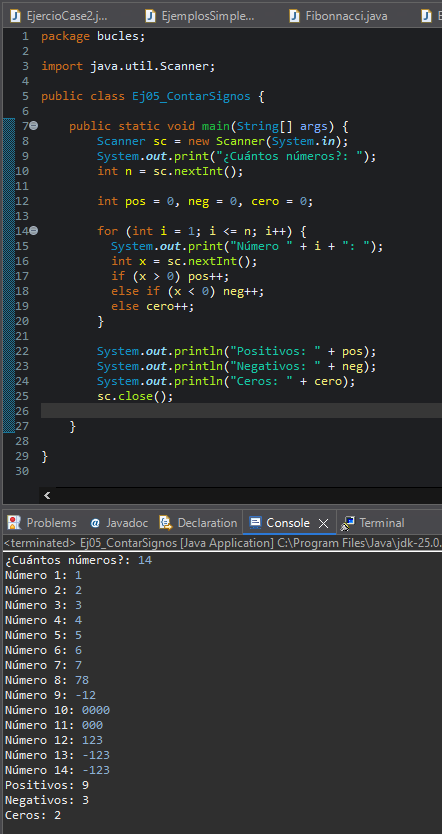 EjercioCase2.j... EjemplosSimple... Fibonnacci.java
1 package bucles;
2
3 import java.util.Scanner;
4
5 public class Ej05_ContarSignos {
6
7 public static void main(String[] args) {
8 Scanner sc = new Scanner(System.in);
9 System.out.print("¿Cuántos números?: ");
10 int n = sc.nextInt();
11
12 int pos = 0, neg = 0, cero = 0;
13
14 for (int i = 1; i <= n; i++) {
15 System.out.print("Número " + i + ": ");
16 int x = sc.nextInt();
17 if (x > 0) pos++;
18 else if (x < 0) neg++;
19 else cero++;
20 }
21
22 System.out.println("Positivos: " + pos);
23 System.out.println("Negativos: " + neg);
24 System.out.println("Ceros: " + cero);
25 sc.close();
26
27 }
28
29 }
30
Problems @ Javadoc Declaration Console Terminal
<terminated> Ej05_ContarSignos [Java Application] C:\Program Files\Java\jdk-25.0.
¿Cuántos números?: 14
Número 1: 1
Número 2: 2
Número 3: 3
Número 4: 4
Número 5: 5
Número 6: 6
Número 7: 7
Número 8: 78
Número 9: -12
Número 10: 0000
Número 11: 000
Número 12: 123
Número 13: -123
Número 14: -123
Positivos: 9
Negativos: 3
Ceros: 2